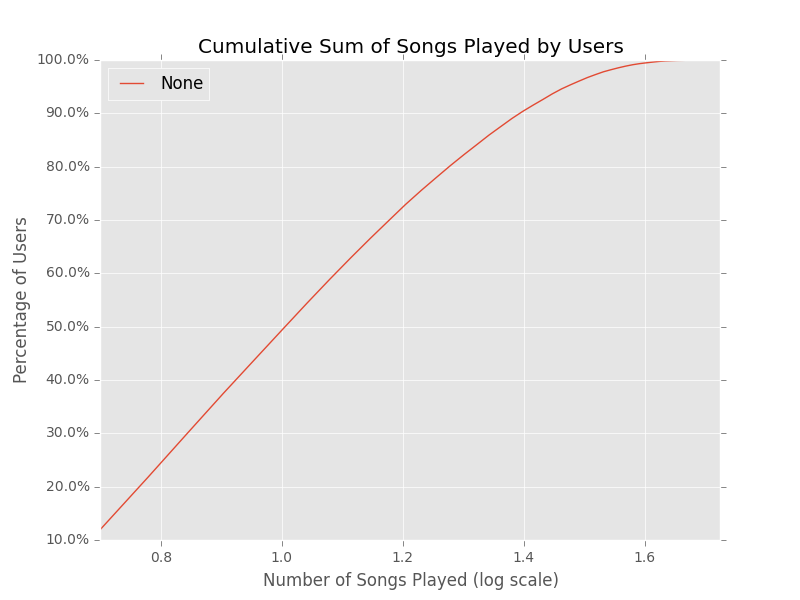 Cumulative Sum of Songs Played by Users
100.0%
None
90.0%
80.0%
70.0%
60.0%
50.0%
40.0%
30.0%
20.0%
10.0%
Percentage of Users
0.8 1.0 1.2 1.4 1.6
Number of Songs Played (log scale)